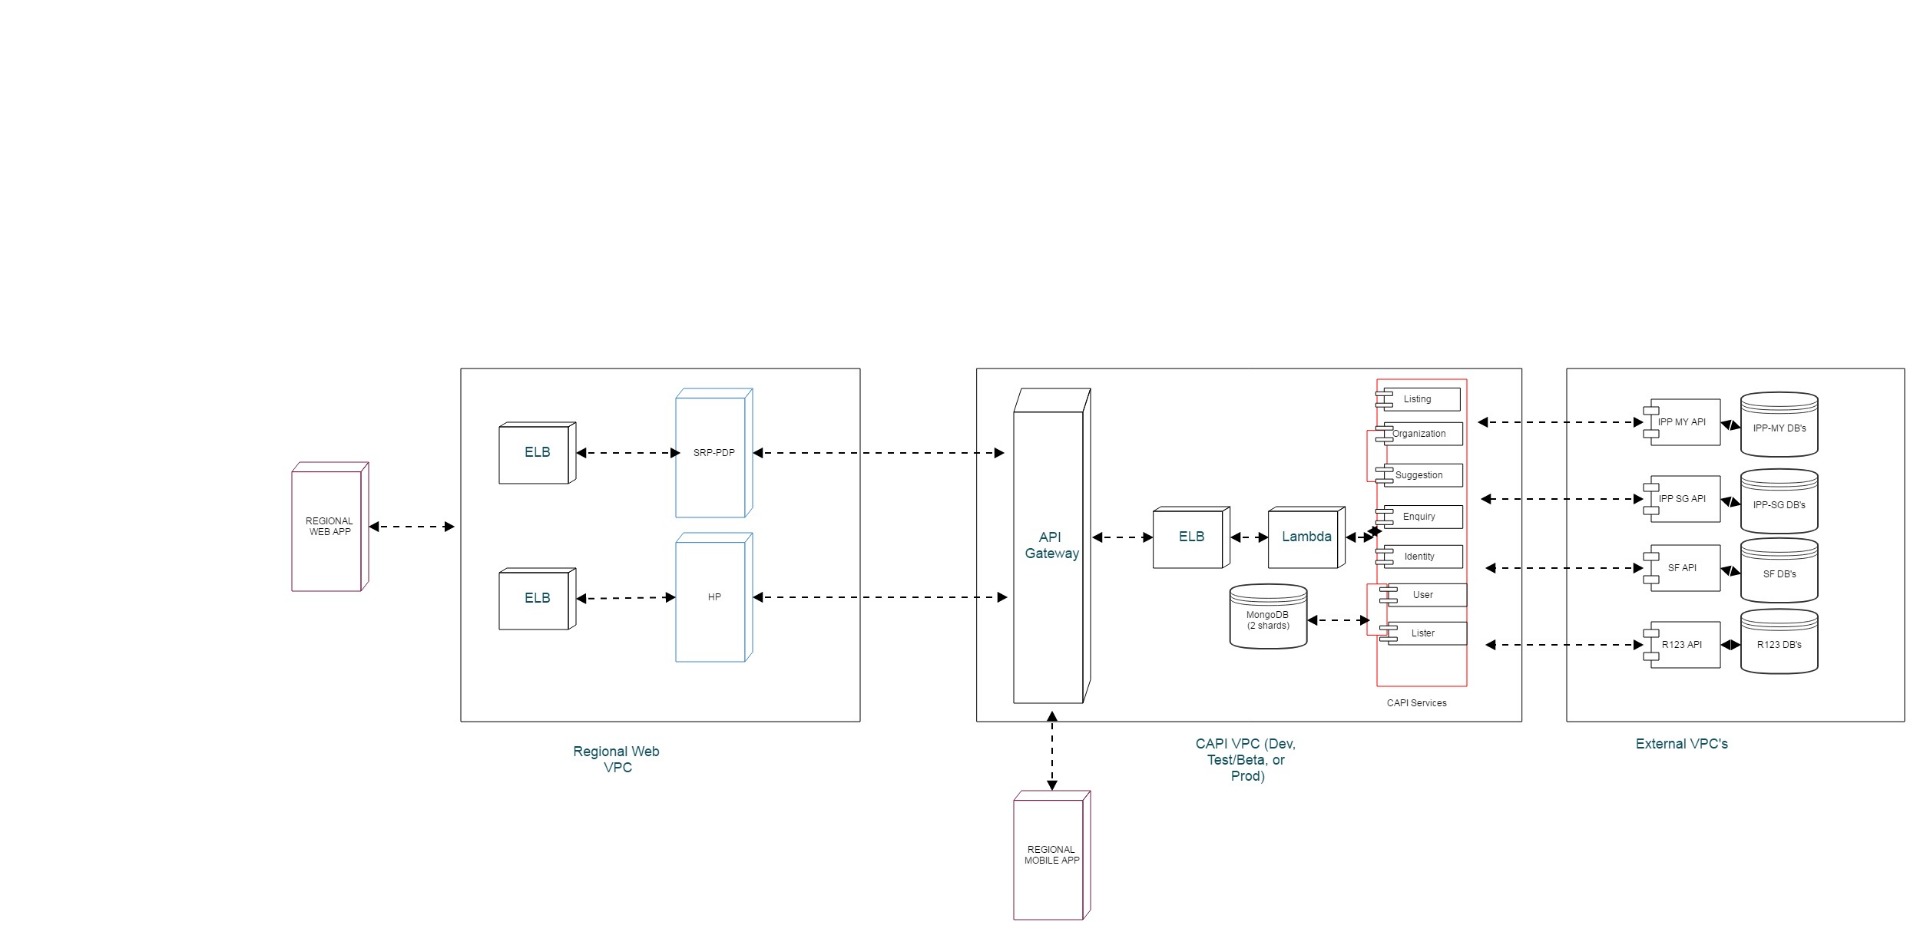 REGIONAL
WEB APP
ELB
SRP-PDP
ELB
HP
Regional Web
VPC
API
Gateway
ELB
Lambda
MongoDB
(2 shards)
Listing
Organization
Suggestion
Enquiry
Identity
User
Lister
CAPI Services
CAPI VPC (Dev,
Test/Beta, or
Prod)
REGIONAL
MOBILE APP
IPP MY API
IPP-MY DB's
IPP SG API
IPP-SG DB's
SF API
SF DB's
R123 API
R123 DB's
External VPC's